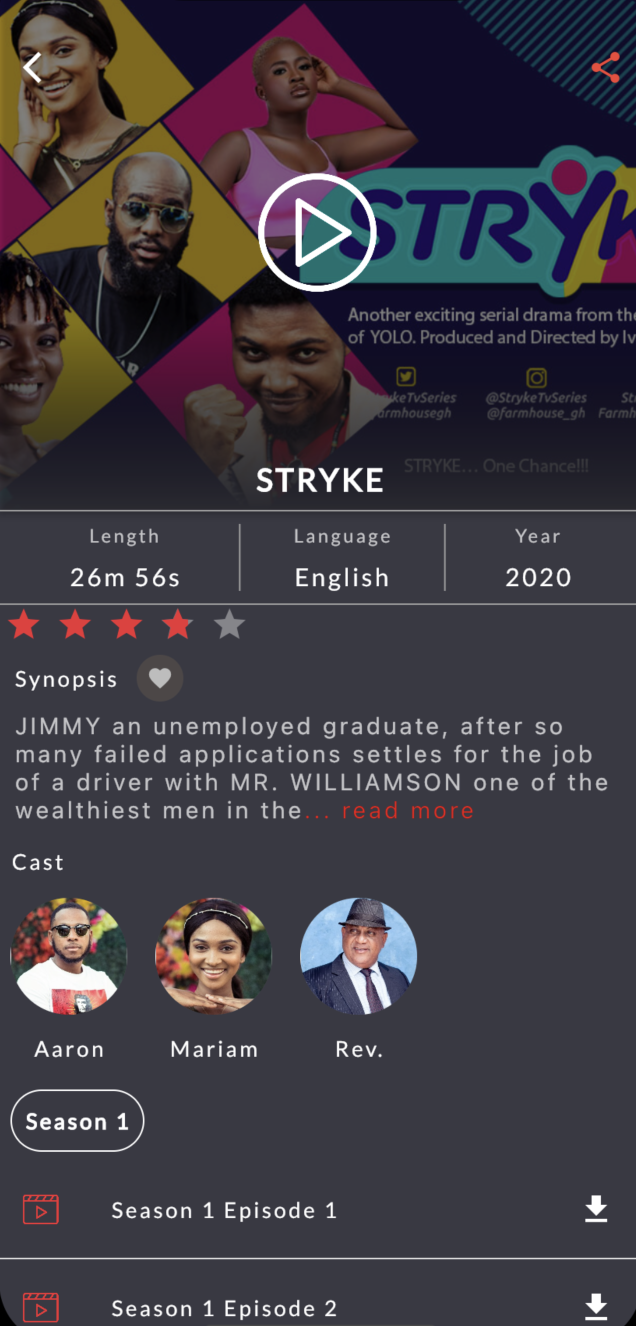 STRYK
Another exciting serial drama from the
of YOLO. Produced and Directed by Iv
rykeTvSeries @StrykeTvSeries St
armhousegh @farmhouse_gh Farmh
STRYKE... One Chance!!!
STRYKE
Length Language Year
26m 56s English 2020
Synopsis
JIMMY an unemployed graduate, after so
many failed applications settles for the job
of a driver with MR. WILLIAMSON one of the
wealthiest men in the... read more
Cast
Aaron Mariam Rev.
Season 1
Season 1 Episode 1
Season 1 Episode 2